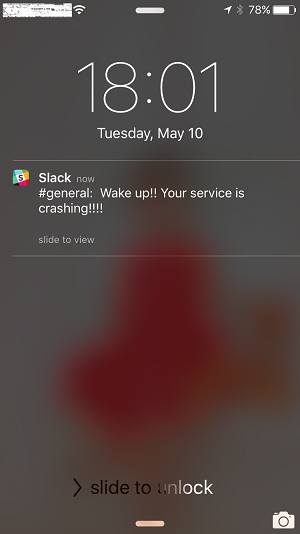 78%
18:01
Tuesday, May 10
Slack now
#general: Wake up!! Your service is
crashing!!!!
slide to view
> slide to unlock